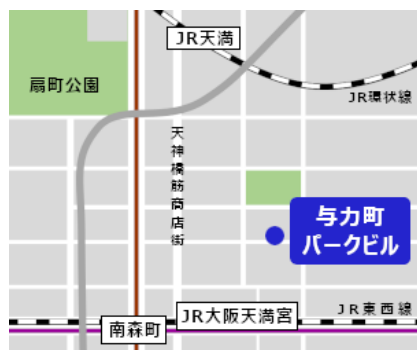 JR天満
扇町公園
JR環状線
天神橋筋商店街
与力町
パークビル
JR東西線
JR大阪天満宮
南森町